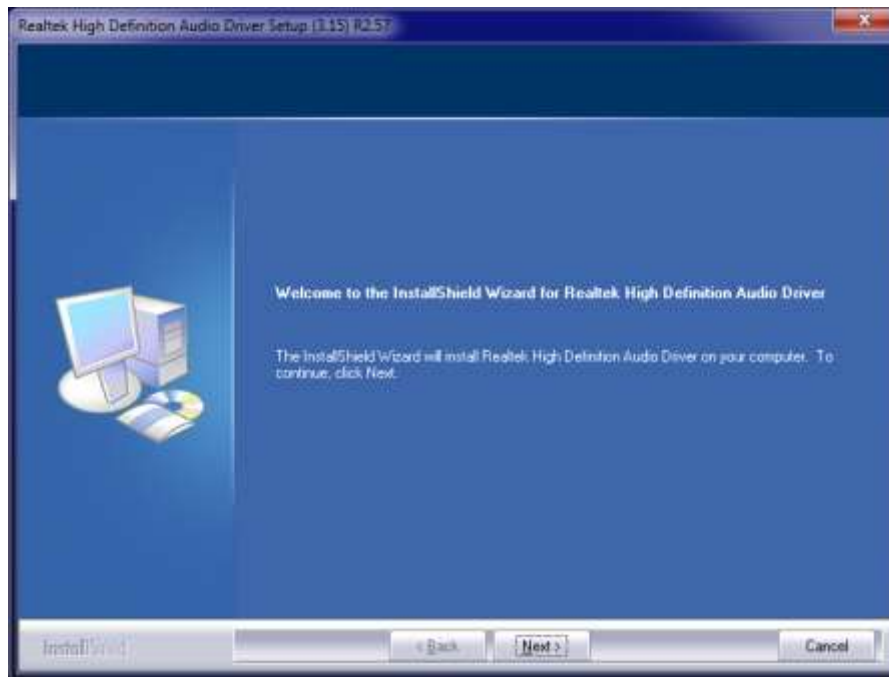 Realtek High Definition Audio Driver Setup (3.15) R2.57
Welcome to the InstallShield Wizard for Realtek High Definition Audio Driver
The InstallShield Wizard will install Realtek High Definition Audio Driver on your computer. To
continue, click Next.
InstallShield
< Back
Next >
Cancel